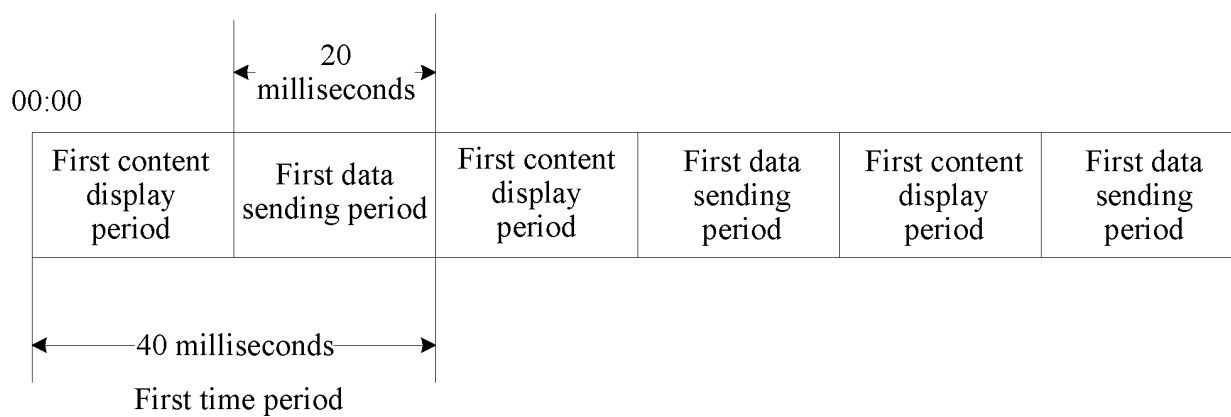 20
milliseconds
00:00
First content
display
period
First data
sending period
First content
display
period
First data
sending
period
First content
display
period
First data
sending
period
40 milliseconds
First time period